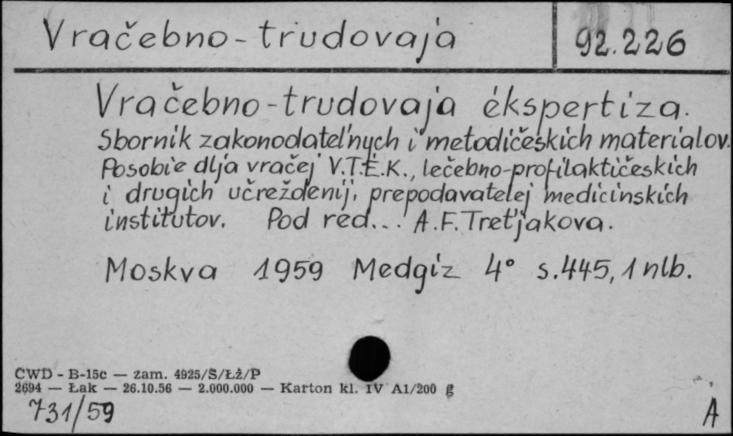 Vračebno-trudovaja 92.226
Vračebno-trudovaja ékspertiza.
Sbornik zakonodatel'nych i metodičeskich materialov.
Posobie dlja vračej V.T.É.K., lečebno-profilaktičeskich
i drugich učreždenij, prepodavatelej medicinskich
institutov. Pod red... A.F.Tret'jakova.
Moskva 1959 Medgiz 4° s.445, 1 nlb.
CWD - B-15c — zam. 4925/S/ŁŻ/P
2694 — Łak — 26.10.56 — 2.000.000 — Karton kl. IV A1/200 g
731/59 A